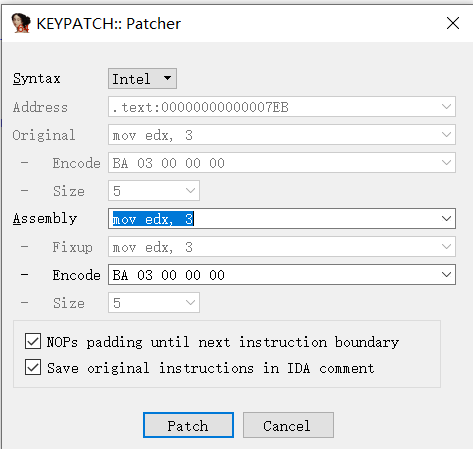 KEYPATCH:: Patcher
Syntax Intel
Address .text:00000000000007EB
Original mov edx, 3
- Encode BA 03 00 00 00
- Size 5
Assembly mov edx, 3
- Fixup mov edx, 3
- Encode BA 03 00 00 00
- Size 5
NOPs padding until next instruction boundary
Save original instructions in IDA comment
Patch Cancel